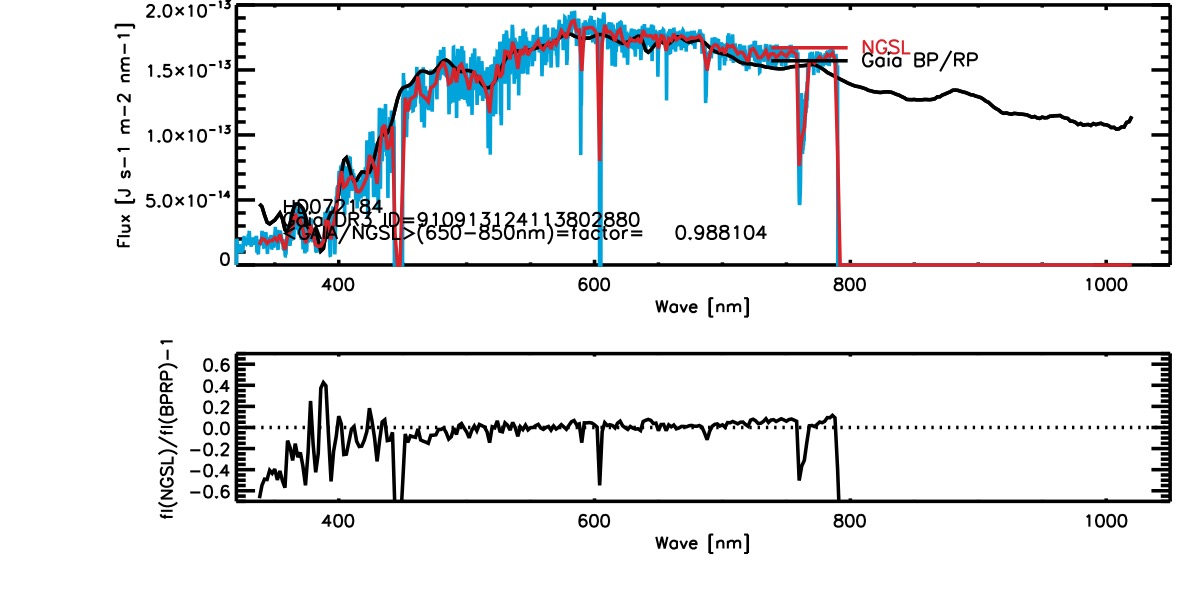 2.0×10−13
1.5×10−13
1.0×10−13
5.0×10−14
0
Flux [J s−1 m−2 nm−1]
NGSL
Gaia BP/RP
HD072184
Gaia DR3 ID=910913124113802880
<GAIA/NGSL>(650−850nm)=factor= 0.988104
400 600 800 1000
Wave [nm]
fl(NGSL)/fl(BPRP)−1
0.6
0.4
0.2
0.0
−0.2
−0.4
−0.6
400 600 800 1000
Wave [nm]